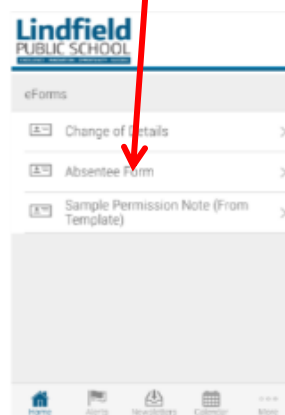 Lindfield
PUBLIC SCHOOL
eForms
Change of Details
Absentee Form
Sample Permission Note (From
Template)
Home
Alerts
Newsletters
Calendar
More